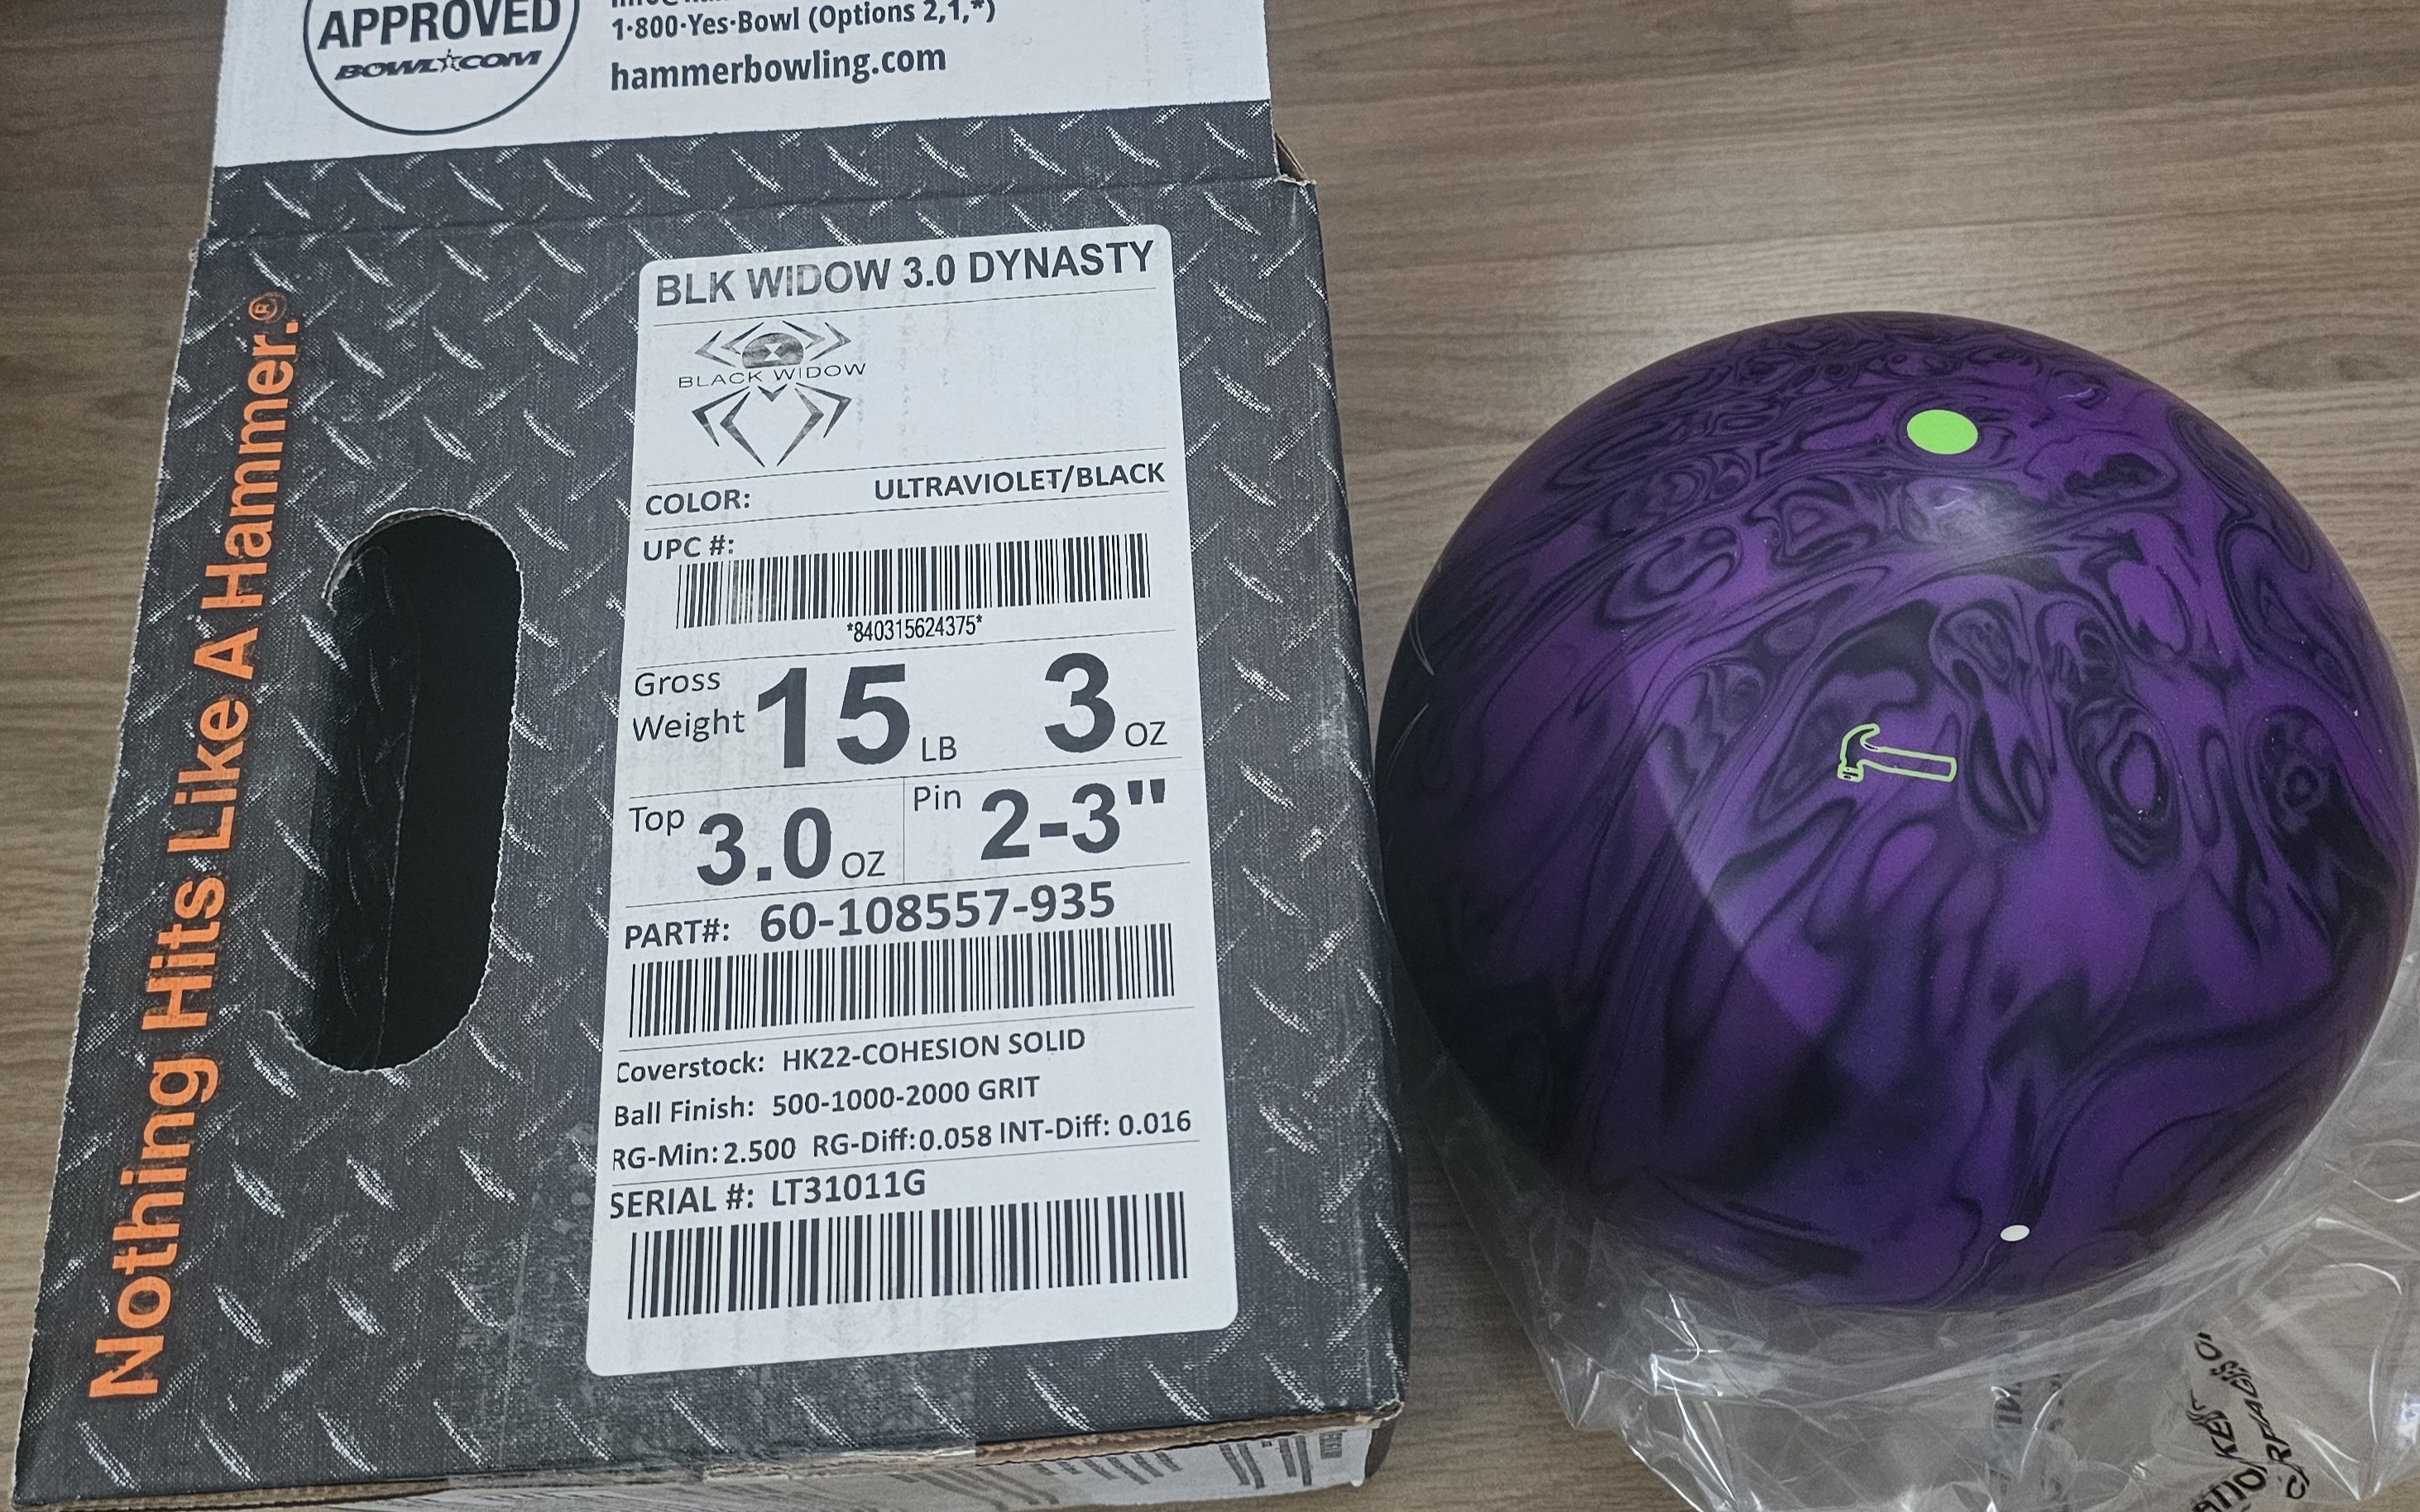 APPROVED
BOWL.COM
1·800·Yes·Bowl (Options 2,1,*)
hammerbowling.com
Nothing Hits Like A Hammer.®
BLK WIDOW 3.0 DYNASTY
BLACK WIDOW
COLOR: ULTRAVIOLET/BLACK
UPC #:
*840315624375*
Gross Weight 15 LB 3 OZ
Top 3.0 OZ Pin 2-3"
PART#: 60-108557-935
Coverstock: HK22-COHESION SOLID
Ball Finish: 500-1000-2000 GRIT
RG-Min: 2.500 RG-Diff: 0.058 INT-Diff: 0.016
SERIAL #: LT31011G